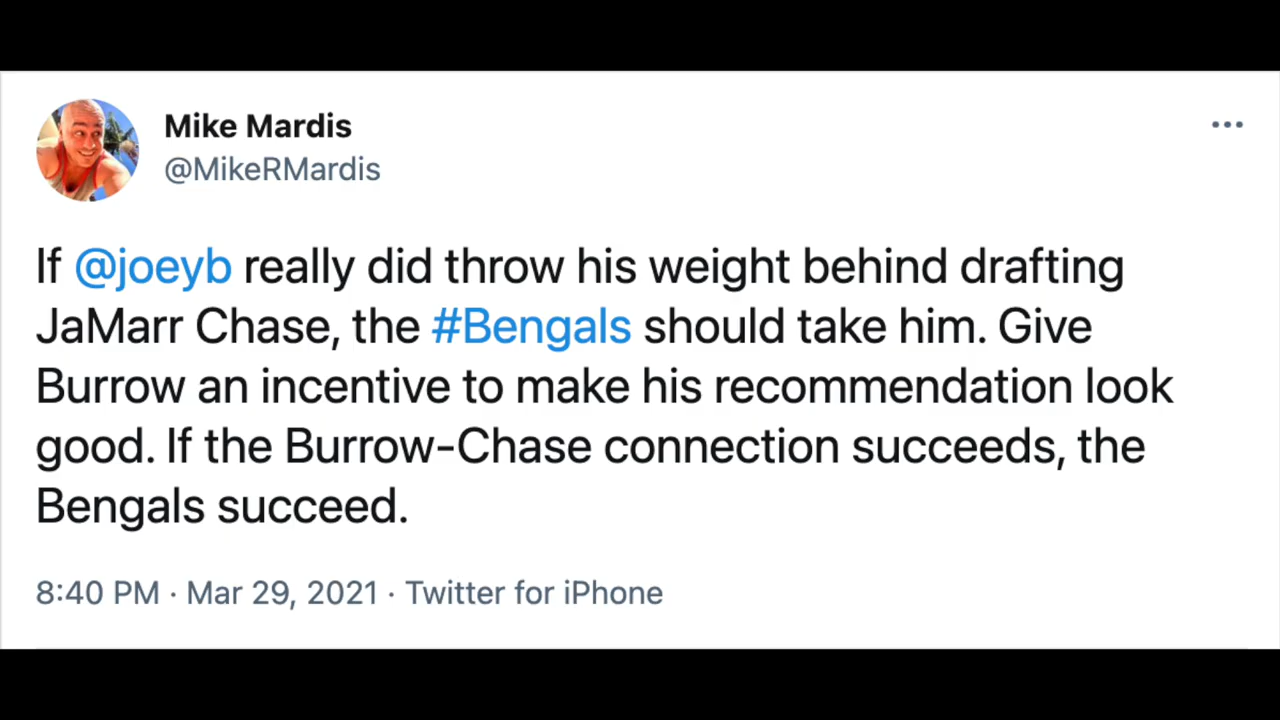 Mike Mardis
@MikeRMardis
If @joeyb really did throw his weight behind drafting
JaMarr Chase, the #Bengals should take him. Give
Burrow an incentive to make his recommendation look
good. If the Burrow-Chase connection succeeds, the
Bengals succeed.
8:40 PM · Mar 29, 2021 · Twitter for iPhone